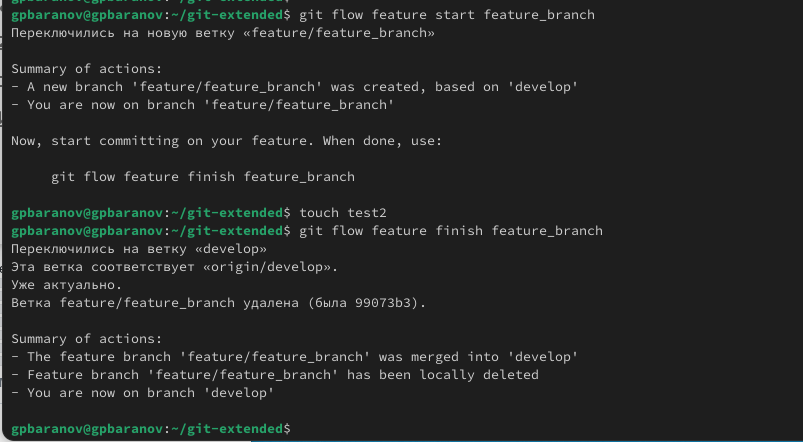 gpbaranov@gpbaranov:~/git-extended$ git flow feature start feature_branch
Переключились на новую ветку «feature/feature_branch»
Summary of actions:
- A new branch 'feature/feature_branch' was created, based on 'develop'
- You are now on branch 'feature/feature_branch'
Now, start committing on your feature. When done, use:
git flow feature finish feature_branch
gpbaranov@gpbaranov:~/git-extended$ touch test2
gpbaranov@gpbaranov:~/git-extended$ git flow feature finish feature_branch
Переключились на ветку «develop»
Эта ветка соответствует «origin/develop».
Уже актуально.
Ветка feature/feature_branch удалена (была 99073b3).
Summary of actions:
- The feature branch 'feature/feature_branch' was merged into 'develop'
- Feature branch 'feature/feature_branch' has been locally deleted
- You are now on branch 'develop'
gpbaranov@gpbaranov:~/git-extended$